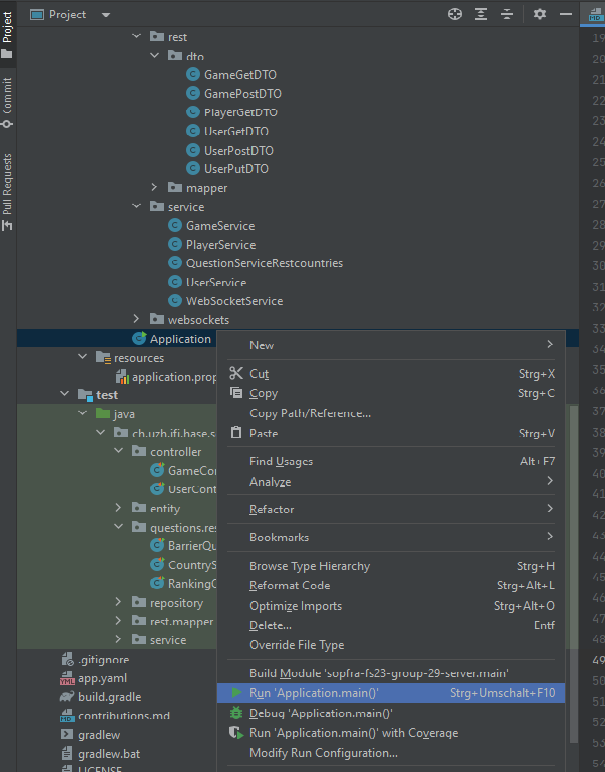 Project
Project
Commit
Pull Requests
rest
dto
GameGetDTO
GamePostDTO
PlayerGetDTO
UserGetDTO
UserPostDTO
UserPutDTO
mapper
service
GameService
PlayerService
QuestionServiceRestcountries
UserService
WebSocketService
websockets
Application
resources
application.prop
test
java
ch.uzh.ifi.base.s
controller
GameCon
UserCont
entity
questions.res
BarrierQu
CountryS
RankingC
repository
rest.mapper
service
.gitignore
app.yaml
build.gradle
contributions.md
gradlew
gradlew.bat
LICENSE
New
Cut Strg+X
Copy Strg+C
Copy Path/Reference...
Paste Strg+V
Find Usages Alt+F7
Analyze
Refactor
Bookmarks
Browse Type Hierarchy Strg+H
Reformat Code Strg+Alt+L
Optimize Imports Strg+Alt+O
Delete... Entf
Override File Type
Build Module 'sopfra-fs23-group-29-server.main'
Run 'Application.main()' Strg+Umschalt+F10
Debug 'Application.main()'
Run 'Application.main()' with Coverage
Modify Run Configuration...
19
20
21
22
23
24
25
26
27
28
29
30
31
32
33
34
35
36
37
38
39
40
41
42
43
44
45
46
47
48
49
50
51
52
53
54